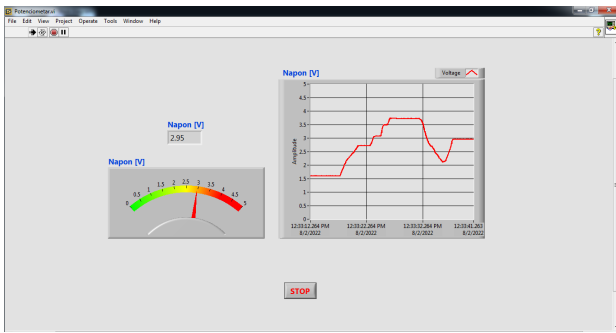 Potenciometar.vi
File Edit View Project Operate Tools Window Help
Napon [V]
2.95
Napon [V]
0 0.5 1 1.5 2 2.5 3 3.5 4 4.5 5
Napon [V]
Voltage
Amplitude
5
4.5
4
3.5
3
2.5
2
1.5
1
0.5
0
12:33:12.264 PM 12:33:22.264 PM 12:33:32.264 PM 12:33:41.263
8/2/2022 8/2/2022 8/2/2022 8/2/2022
STOP